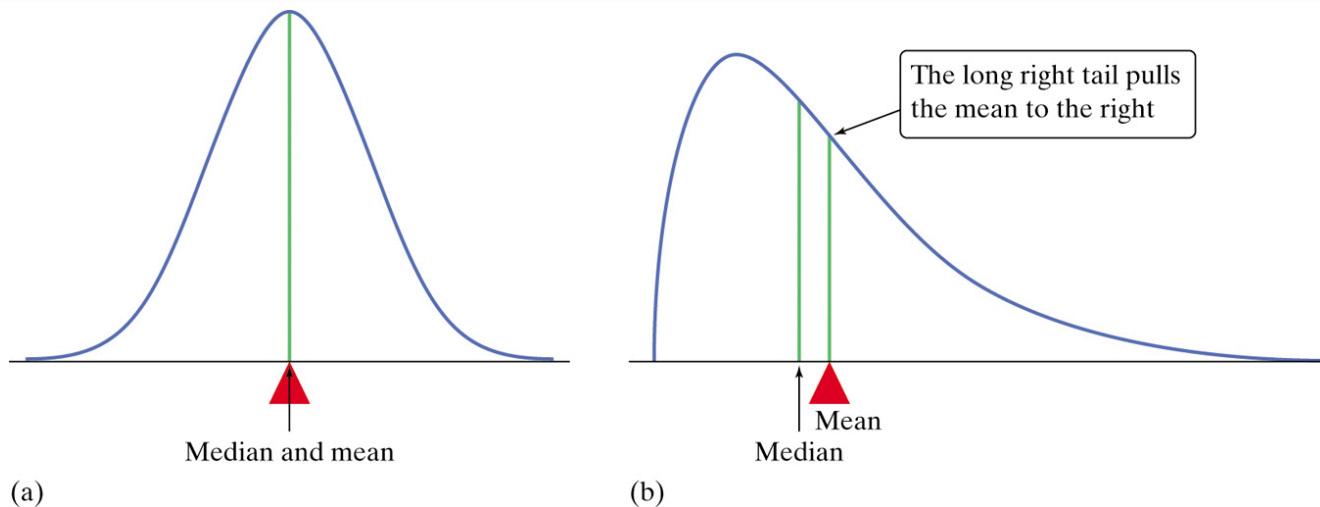 The long right tail pulls
the mean to the right
Median and mean
Mean
Median
(a)
(b)